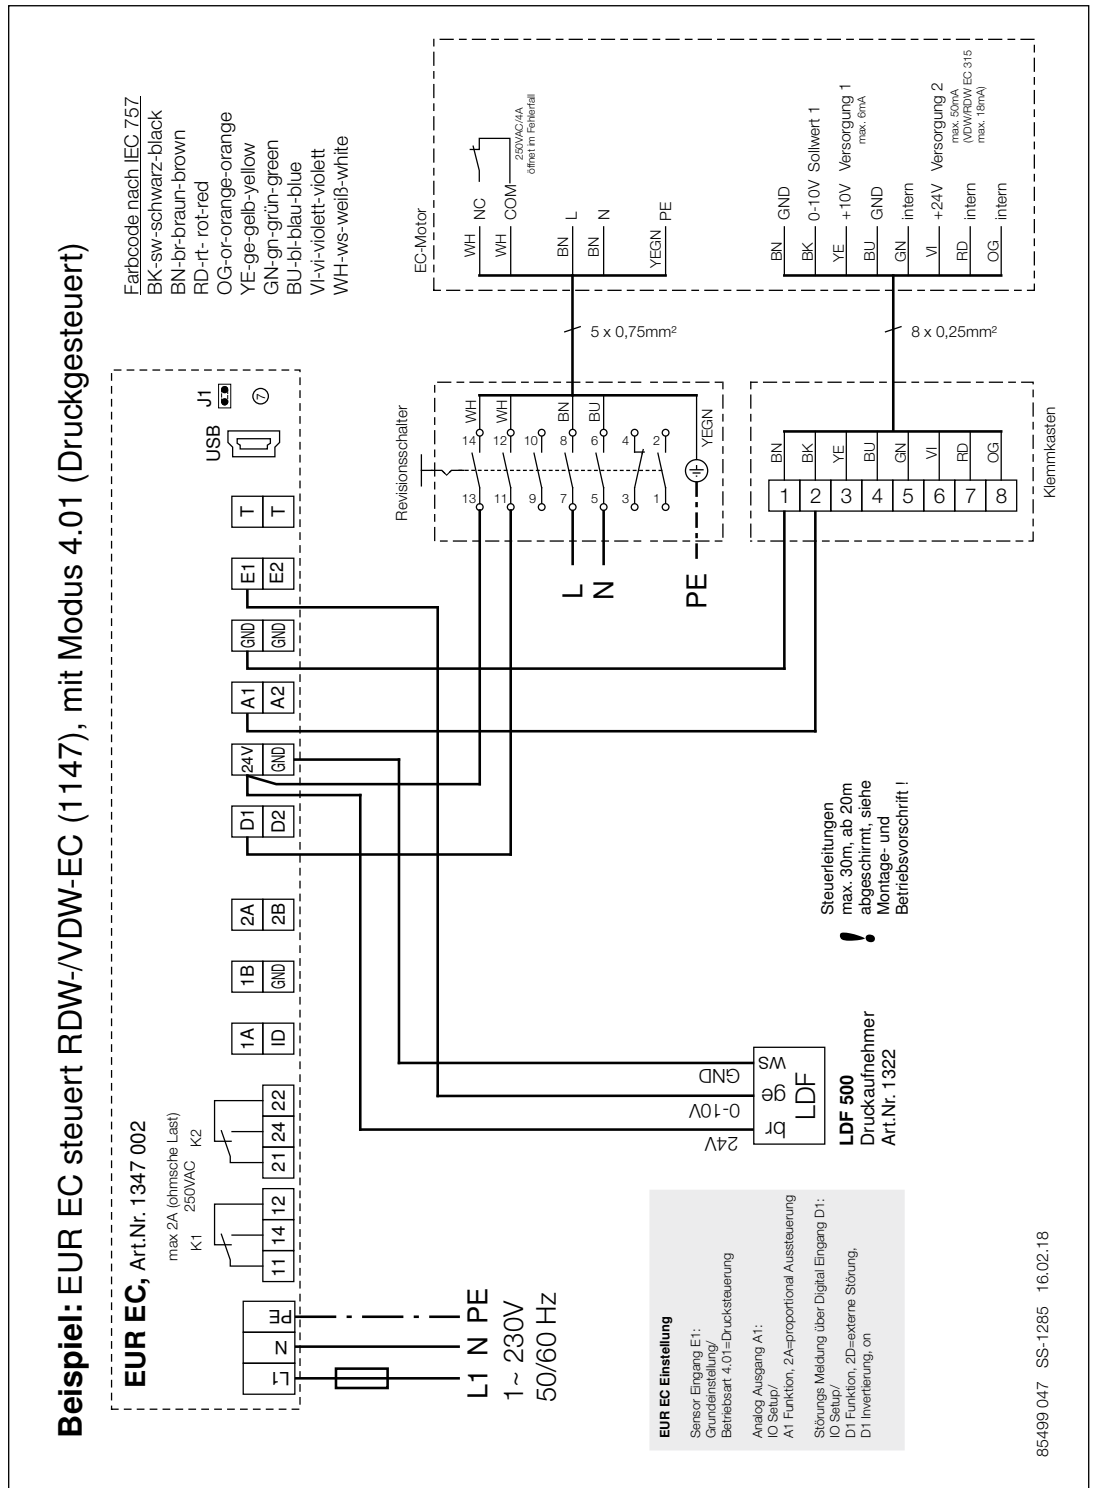 Beispiel: EUR EC steuert RDW-/VDW-EC (1147), mit Modus 4.01 (Druckgesteuert)
EUR EC, Art.Nr. 1347 002
max 2A (ohmsche Last)
250VAC
K1
K2
L1
N
PE
11
14
12
21
24
22
1A
ID
1B
GND
2A
2B
D1
D2
24V
GND
A1
A2
GND
GND
E1
E2
T
T
USB
J1
7
L1 N PE
1~ 230V
50/60 Hz
Farbcode nach IEC 757
BK-sw-schwarz-black
BN-br-braun-brown
RD-rt- rot-red
OG-or-orange-orange
YE-ge-gelb-yellow
GN-gn-grün-green
BU-bl-blau-blue
VI-vi-violett-violett
WH-ws-weiß-white
Revisionsschalter
13
14
WH
11
12
WH
9
10
7
8
BN
5
6
BU
3
4
1
2
YEGN
L
N
PE
5 x 0,75mm²
EC-Motor
WH
NC
WH
COM
250VAC/4A
öffnet im Fehlerfall
BN
L
BN
N
YEGN
PE
BN
GND
BK
0-10V Sollwert 1
YE
+10V Versorgung 1
max. 6mA
BU
GND
GN
intern
VI
+24V Versorgung 2
max. 50mA
(VDW/RDW EC 315
max. 18mA)
RD
intern
OG
intern
8 x 0,25mm²
Klemmkasten
1
BN
2
BK
3
YE
4
BU
5
GN
6
VI
7
RD
8
OG
24V
0-10V
GND
br
ge
ws
LDF
LDF 500
Druckaufnehmer
Art.Nr. 1322
!
Steuerleitungen
max. 30m, ab 20m
abgeschirmt, siehe
Montage- und
Betriebsvorschrift !
EUR EC Einstellung
Sensor Eingang E1:
Grundeinstellung/
Betriebsart 4.01=Drucksteuerung
Analog Ausgang A1:
IO Setup/
A1 Funktion, 2A=proportional Aussteuerung
Störungs Meldung über Digital Eingang D1:
IO Setup/
D1 Funktion, 2D=externe Störung,
D1 Invertierung, on
85499 047 SS-1285 16.02.18